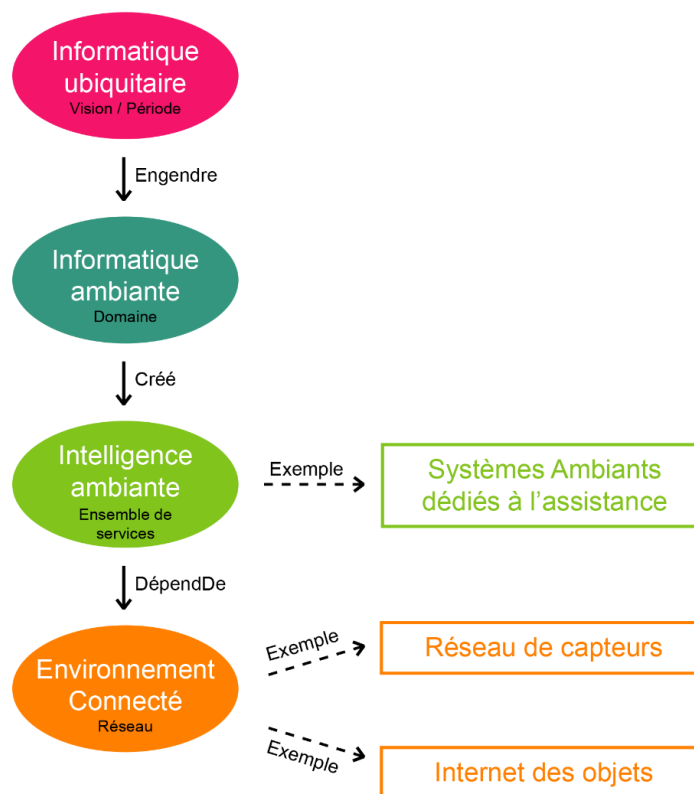 Informatique
ubiquitaire
Vision / Période
Engendre
Informatique
ambiante
Domaine
Créé
Intelligence
ambiante
Ensemble de
services
Exemple
Systèmes Ambiants
dédiés à l'assistance
DépendDe
Environnement
Connecté
Réseau
Exemple
Réseau de capteurs
Exemple
Internet des objets